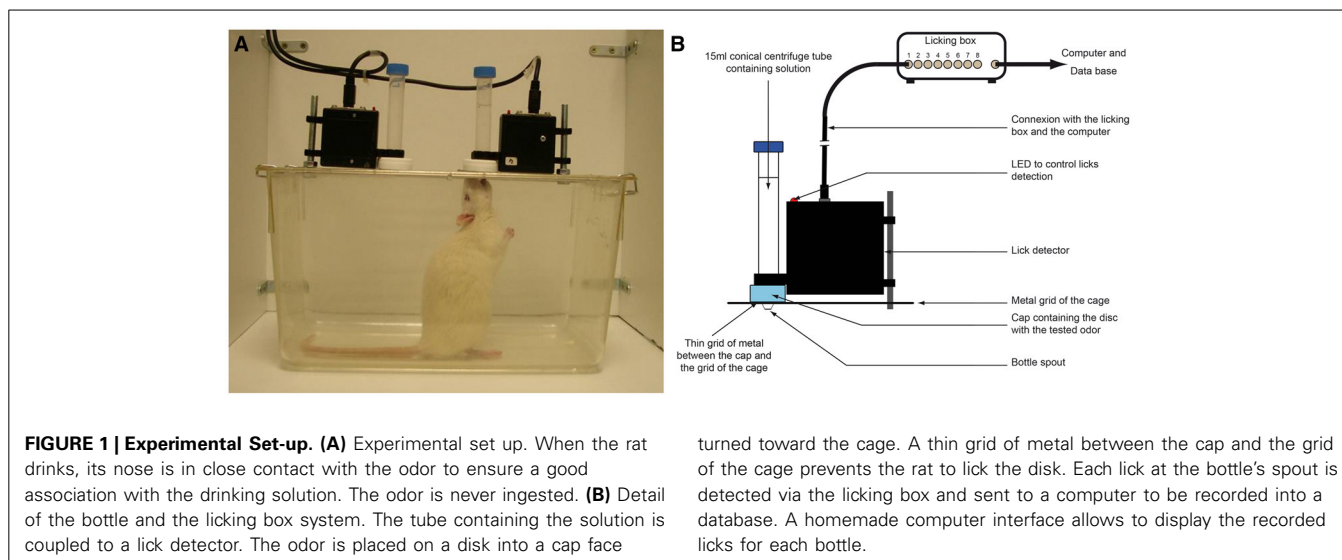 A
B
Licking box
1 2 3 4 5 6 7 8
Computer and
Data base
15ml conical centrifuge tube
containing solution
Connexion with the licking
box and the computer
LED to control licks
detection
Lick detector
Metal grid of the cage
Cap containing the disc
with the tested odor
Thin grid of metal
between the cap and
the grid of the cage
Bottle spout
FIGURE 1 | Experimental Set-up. (A) Experimental set up. When the rat
drinks, its nose is in close contact with the odor to ensure a good
association with the drinking solution. The odor is never ingested. (B) Detail
of the bottle and the licking box system. The tube containing the solution is
coupled to a lick detector. The odor is placed on a disk into a cap face
turned toward the cage. A thin grid of metal between the cap and the grid
of the cage prevents the rat to lick the disk. Each lick at the bottle's spout is
detected via the licking box and sent to a computer to be recorded into a
database. A homemade computer interface allows to display the recorded
licks for each bottle.